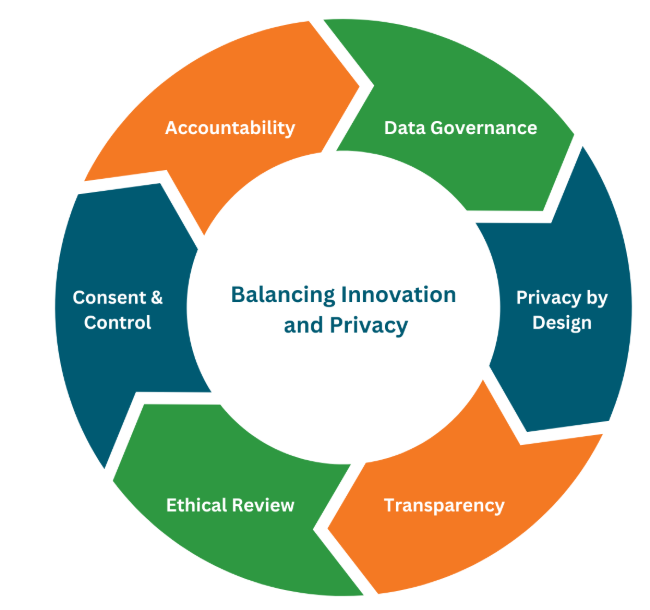 Accountability
Data Governance
Consent &
Control
Balancing Innovation
and Privacy
Privacy by
Design
Ethical Review
Transparency